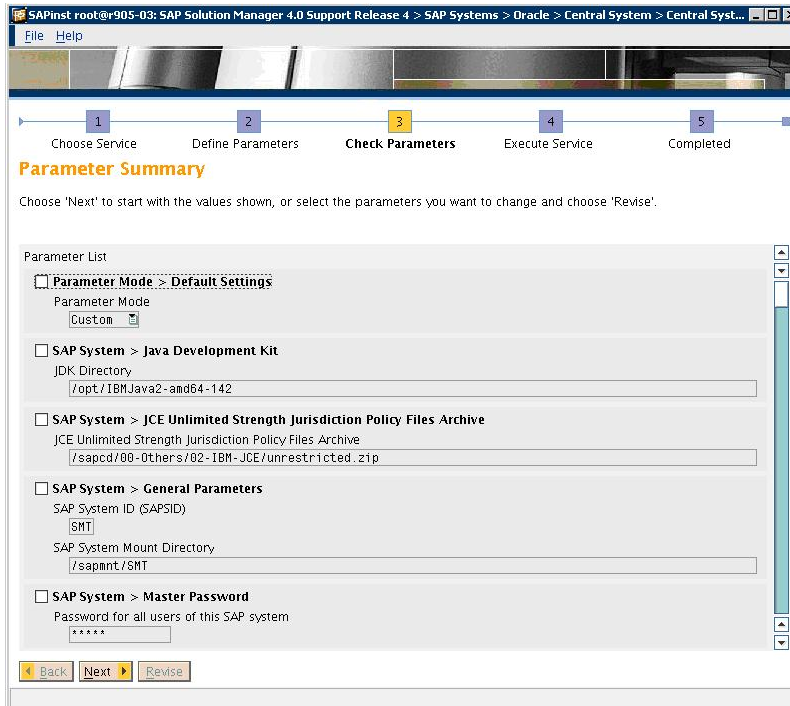 SAPinst root@r905-03: SAP Solution Manager 4.0 Support Release 4 > SAP Systems > Oracle > Central System > Central Syst...
File Help
1 2 3 4 5
Choose Service Define Parameters Check Parameters Execute Service Completed
Parameter Summary
Choose 'Next' to start with the values shown, or select the parameters you want to change and choose 'Revise'.
Parameter List
Parameter Mode > Default Settings
Parameter Mode
Custom
SAP System > Java Development Kit
JDK Directory
/opt/IBMJava2-amd64-142
SAP System > JCE Unlimited Strength Jurisdiction Policy Files Archive
JCE Unlimited Strength Jurisdiction Policy Files Archive
/sapcd/00-Others/02-IBM-JCE/unrestricted.zip
SAP System > General Parameters
SAP System ID (SAPSID)
SMT
SAP System Mount Directory
/sapmnt/SMT
SAP System > Master Password
Password for all users of this SAP system
*****
Back Next Revise